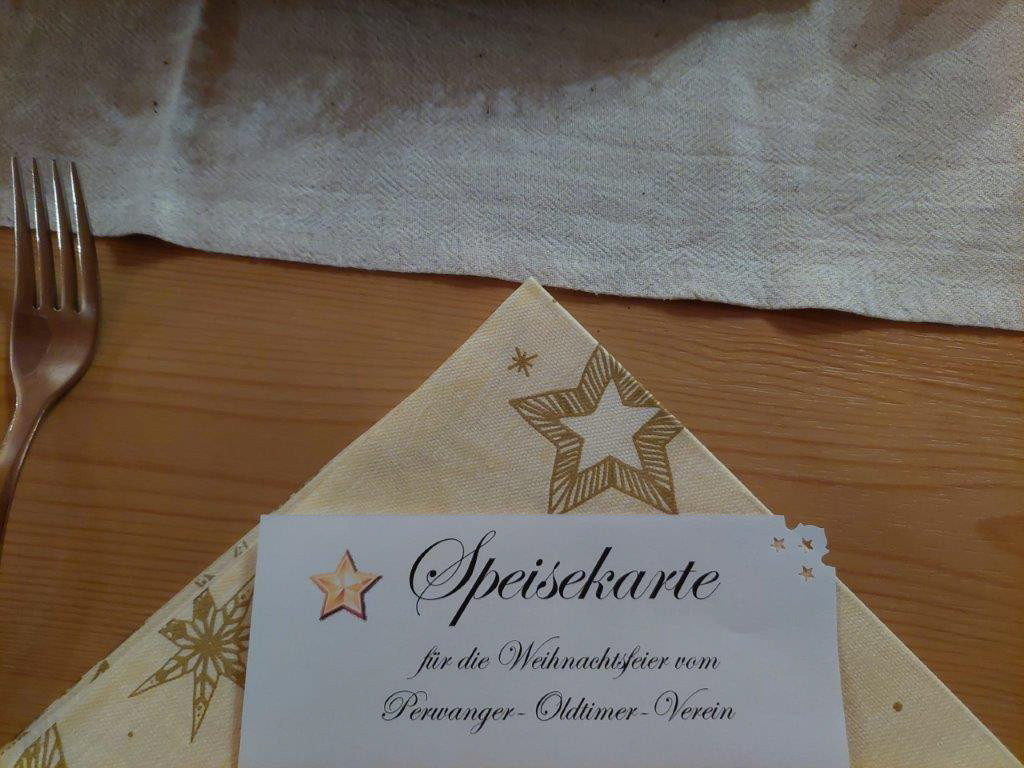 Speisekarte
für die Weihnachtsfeier vom
Perwanger-Oldtimer-Verein